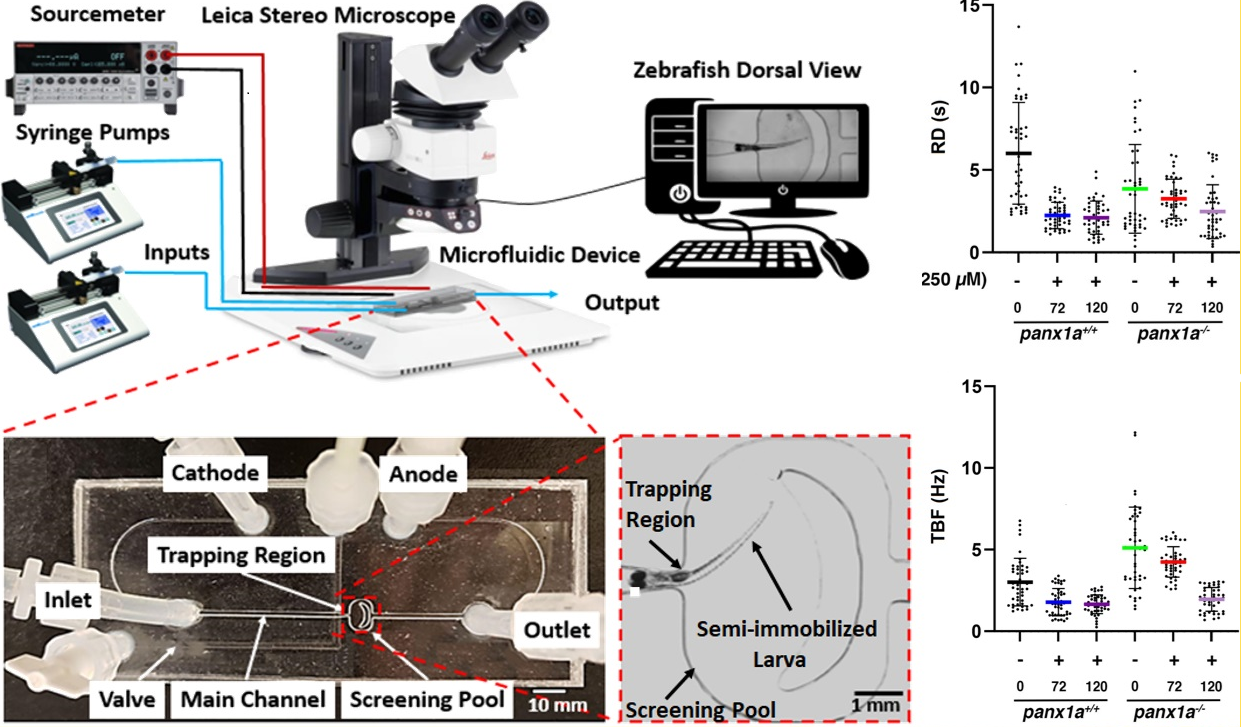 Sourcemeter
Leica Stereo Microscope
Zebrafish Dorsal View
OFF
Syringe Pumps
Inputs
Microfluidic Device
Output
Cathode
Anode
Trapping Region
Inlet
Outlet
Valve
Main Channel
Screening Pool
10 mm
Trapping
Region
Semi-immobilized
Larva
Screening Pool
1 mm
15
10
5
0
RD (s)
250 µM)
- + + - + +
0 72 120 0 72 120
panx1a+/+ panx1a-/-
15
10
5
0
TBF (Hz)
- + + - + +
0 72 120 0 72 120
panx1a+/+ panx1a-/-